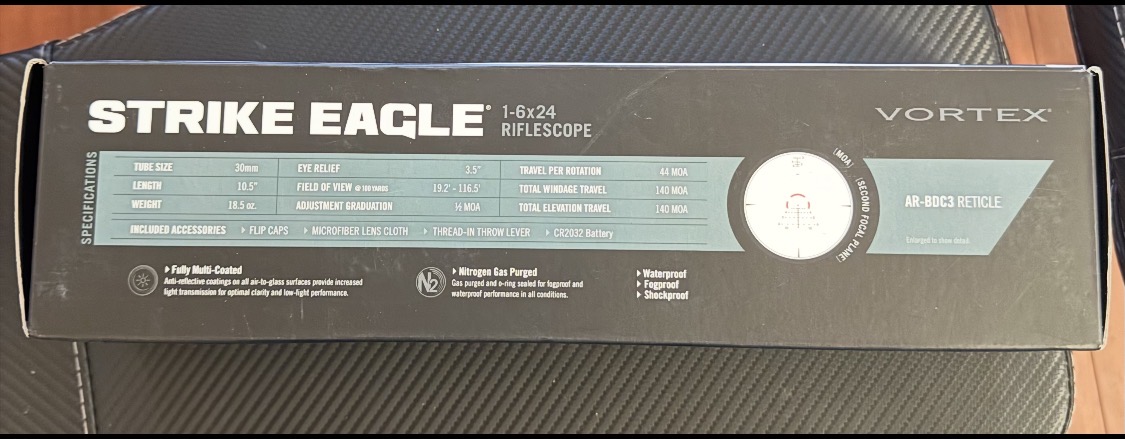 STRIKE EAGLE®
1-6x24
RIFLESCOPE
VORTEX®
SPECIFICATIONS
TUBE SIZE 30mm
LENGTH 10.5"
WEIGHT 18.5 oz.
EYE RELIEF 3.5"
FIELD OF VIEW @ 100 YARDS 19.2' - 116.5'
ADJUSTMENT GRADUATION ½ MOA
TRAVEL PER ROTATION 44 MOA
TOTAL WINDAGE TRAVEL 140 MOA
TOTAL ELEVATION TRAVEL 140 MOA
INCLUDED ACCESSORIES FLIP CAPS MICROFIBER LENS CLOTH THREAD-IN THROW LEVER CR2032 Battery
(MOA)
(SECOND FOCAL PLANE)
AR-BDC3 RETICLE
Enlarged to show detail.
Fully Multi-Coated
Anti-reflective coatings on all air-to-glass surfaces provide increased
light transmission for optimal clarity and low-light performance.
N2
Nitrogen Gas Purged
Gas purged and o-ring sealed for fogproof and
waterproof performance in all conditions.
Waterproof
Fogproof
Shockproof